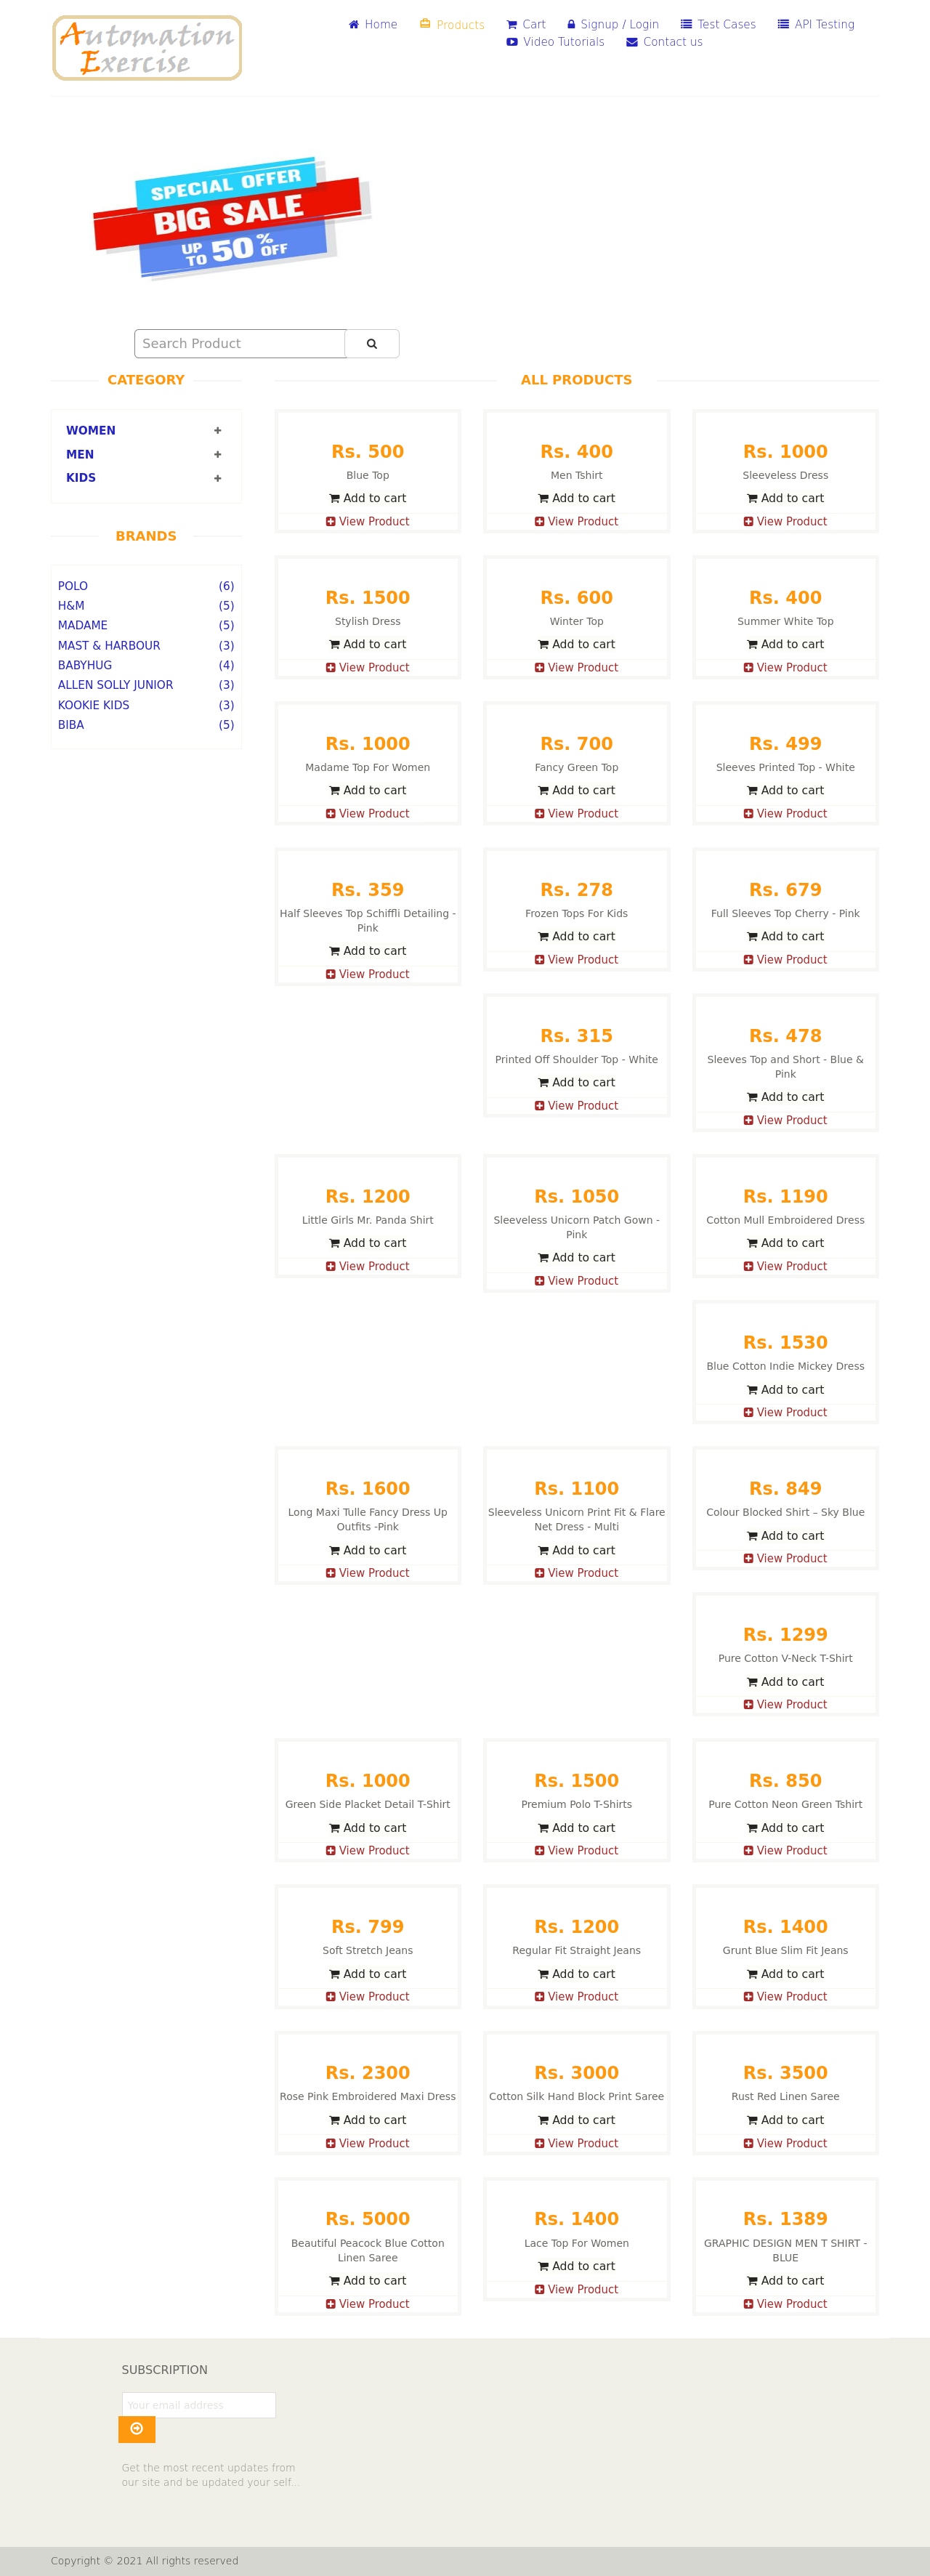 Automation
Exercise
Home Products Cart Signup / Login Test Cases API Testing
Video Tutorials Contact us
SPECIAL OFFER
BIG SALE
UP TO 50 % OFF
Search Product
CATEGORY
WOMEN
MEN
KIDS
BRANDS
POLO (6)
H&M (5)
MADAME (5)
MAST & HARBOUR (3)
BABYHUG (4)
ALLEN SOLLY JUNIOR (3)
KOOKIE KIDS (3)
BIBA (5)
ALL PRODUCTS
Rs. 500
Blue Top
Add to cart
View Product
Rs. 400
Men Tshirt
Add to cart
View Product
Rs. 1000
Sleeveless Dress
Add to cart
View Product
Rs. 1500
Stylish Dress
Add to cart
View Product
Rs. 600
Winter Top
Add to cart
View Product
Rs. 400
Summer White Top
Add to cart
View Product
Rs. 1000
Madame Top For Women
Add to cart
View Product
Rs. 700
Fancy Green Top
Add to cart
View Product
Rs. 499
Sleeves Printed Top - White
Add to cart
View Product
Rs. 359
Half Sleeves Top Schiffli Detailing -
Pink
Add to cart
View Product
Rs. 278
Frozen Tops For Kids
Add to cart
View Product
Rs. 679
Full Sleeves Top Cherry - Pink
Add to cart
View Product
Rs. 315
Printed Off Shoulder Top - White
Add to cart
View Product
Rs. 478
Sleeves Top and Short - Blue &
Pink
Add to cart
View Product
Rs. 1200
Little Girls Mr. Panda Shirt
Add to cart
View Product
Rs. 1050
Sleeveless Unicorn Patch Gown -
Pink
Add to cart
View Product
Rs. 1190
Cotton Mull Embroidered Dress
Add to cart
View Product
Rs. 1530
Blue Cotton Indie Mickey Dress
Add to cart
View Product
Rs. 1600
Long Maxi Tulle Fancy Dress Up
Outfits -Pink
Add to cart
View Product
Rs. 1100
Sleeveless Unicorn Print Fit & Flare
Net Dress - Multi
Add to cart
View Product
Rs. 849
Colour Blocked Shirt – Sky Blue
Add to cart
View Product
Rs. 1299
Pure Cotton V-Neck T-Shirt
Add to cart
View Product
Rs. 1000
Green Side Placket Detail T-Shirt
Add to cart
View Product
Rs. 1500
Premium Polo T-Shirts
Add to cart
View Product
Rs. 850
Pure Cotton Neon Green Tshirt
Add to cart
View Product
Rs. 799
Soft Stretch Jeans
Add to cart
View Product
Rs. 1200
Regular Fit Straight Jeans
Add to cart
View Product
Rs. 1400
Grunt Blue Slim Fit Jeans
Add to cart
View Product
Rs. 2300
Rose Pink Embroidered Maxi Dress
Add to cart
View Product
Rs. 3000
Cotton Silk Hand Block Print Saree
Add to cart
View Product
Rs. 3500
Rust Red Linen Saree
Add to cart
View Product
Rs. 5000
Beautiful Peacock Blue Cotton
Linen Saree
Add to cart
View Product
Rs. 1400
Lace Top For Women
Add to cart
View Product
Rs. 1389
GRAPHIC DESIGN MEN T SHIRT -
BLUE
Add to cart
View Product
SUBSCRIPTION
Your email address
Get the most recent updates from
our site and be updated your self...
Copyright © 2021 All rights reserved